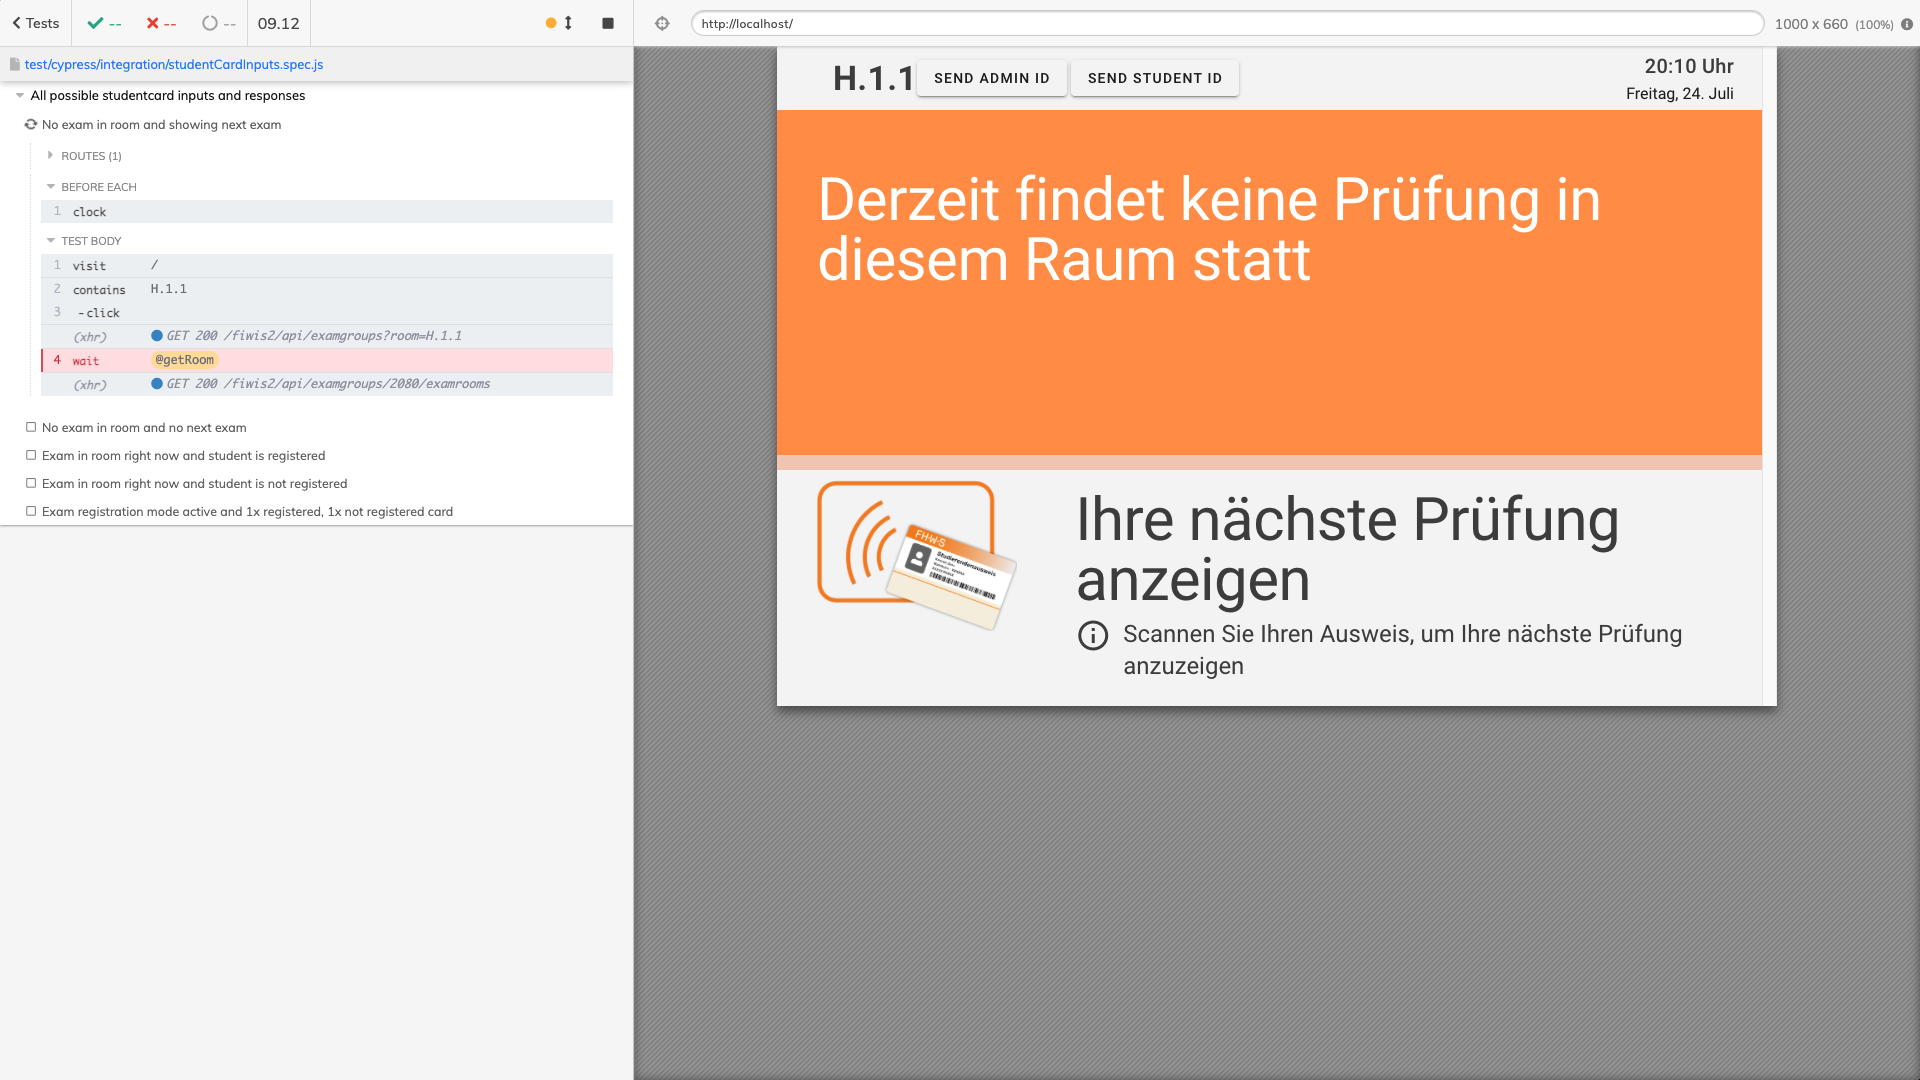 Tests
--
--
--
09.12
http://localhost/
1000 x 660 (100%)
test/cypress/integration/studentCardInputs.spec.js
All possible studentcard inputs and responses
No exam in room and showing next exam
ROUTES (1)
BEFORE EACH
1 clock
TEST BODY
1 visit /
2 contains H.1.1
3 -click
(xhr) GET 200 /fiwis2/api/examgroups?room=H.1.1
4 wait @getRoom
(xhr) GET 200 /fiwis2/api/examgroups/2080/examrooms
No exam in room and no next exam
Exam in room right now and student is registered
Exam in room right now and student is not registered
Exam registration mode active and 1x registered, 1x not registered card
H.1.1
SEND ADMIN ID
SEND STUDENT ID
20:10 Uhr
Freitag, 24. Juli
Derzeit findet keine Prüfung in
diesem Raum statt
FH-W-S
Studierendenausweis
Ihre nächste Prüfung
anzeigen
Scannen Sie Ihren Ausweis, um Ihre nächste Prüfung
anzuzeigen